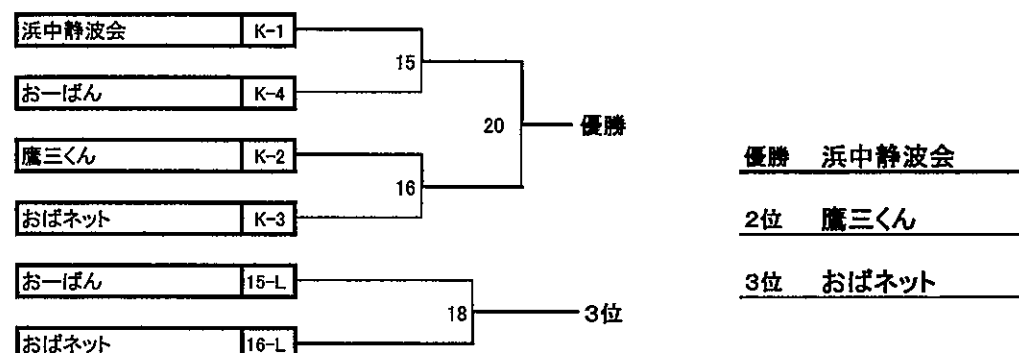 浜中静波会 K-1
15
おーばん K-4
20 優勝
鷹三くん K-2
16
おばネット K-3
おーばん 15-L
18 3位
おばネット 16-L
優勝 浜中静波会
2位 鷹三くん
3位 おばネット